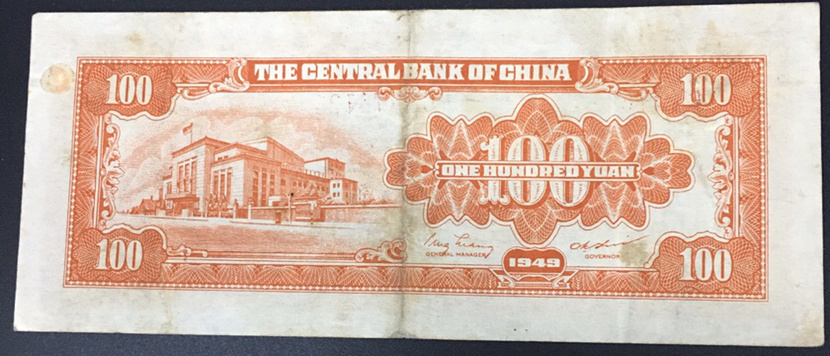 THE CENTRAL BANK OF CHINA
100 100
100
ONE HUNDRED YUAN
GENERAL MANAGER
GOVERNOR
1949
100 100